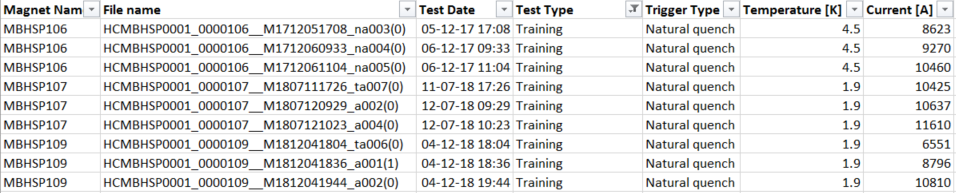 Magnet Nam File name Test Date Test Type Trigger Type Temperature [K] Current [A]
MBHSP106 HCMBHSP0001_0000106__M1712051708_na003(0) 05-12-17 17:08 Training Natural quench 4.5 8623
MBHSP106 HCMBHSP0001_0000106__M1712060933_na004(0) 06-12-17 09:33 Training Natural quench 4.5 9270
MBHSP106 HCMBHSP0001_0000106__M1712061104_na005(0) 06-12-17 11:04 Training Natural quench 4.5 10460
MBHSP107 HCMBHSP0001_0000107__M1807111726_ta007(0) 11-07-18 17:26 Training Natural quench 1.9 10425
MBHSP107 HCMBHSP0001_0000107__M1807120929_a002(0) 12-07-18 09:29 Training Natural quench 1.9 10637
MBHSP107 HCMBHSP0001_0000107__M1807121023_a004(0) 12-07-18 10:23 Training Natural quench 1.9 11610
MBHSP109 HCMBHSP0001_0000109__M1812041804_ta006(0) 04-12-18 18:04 Training Natural quench 1.9 6551
MBHSP109 HCMBHSP0001_0000109__M1812041836_a001(1) 04-12-18 18:36 Training Natural quench 1.9 8796
MBHSP109 HCMBHSP0001_0000109__M1812041944_a002(0) 04-12-18 19:44 Training Natural quench 1.9 10810